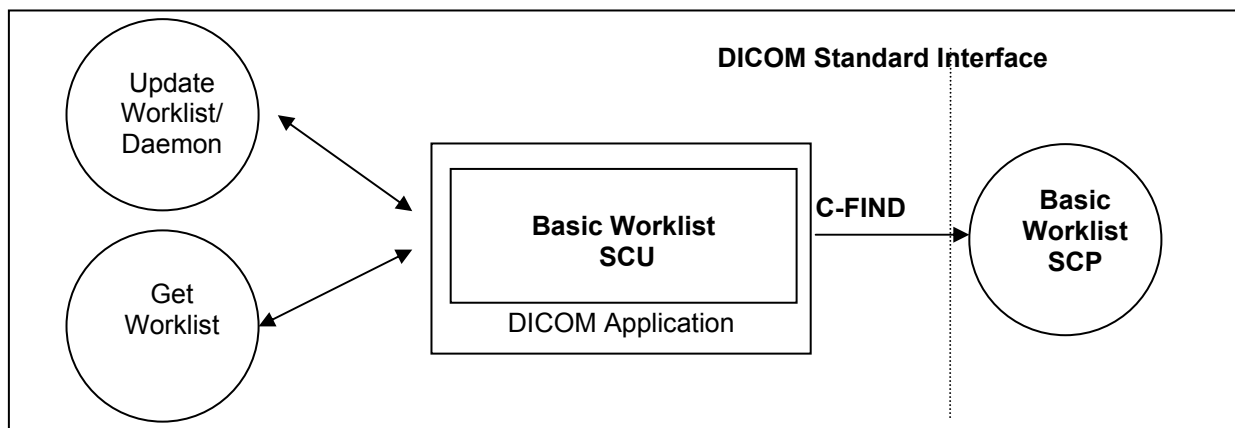 Update
Worklist/
Daemon
Get
Worklist
Basic Worklist
SCU
DICOM Application
DICOM Standard Interface
C-FIND
Basic
Worklist
SCP